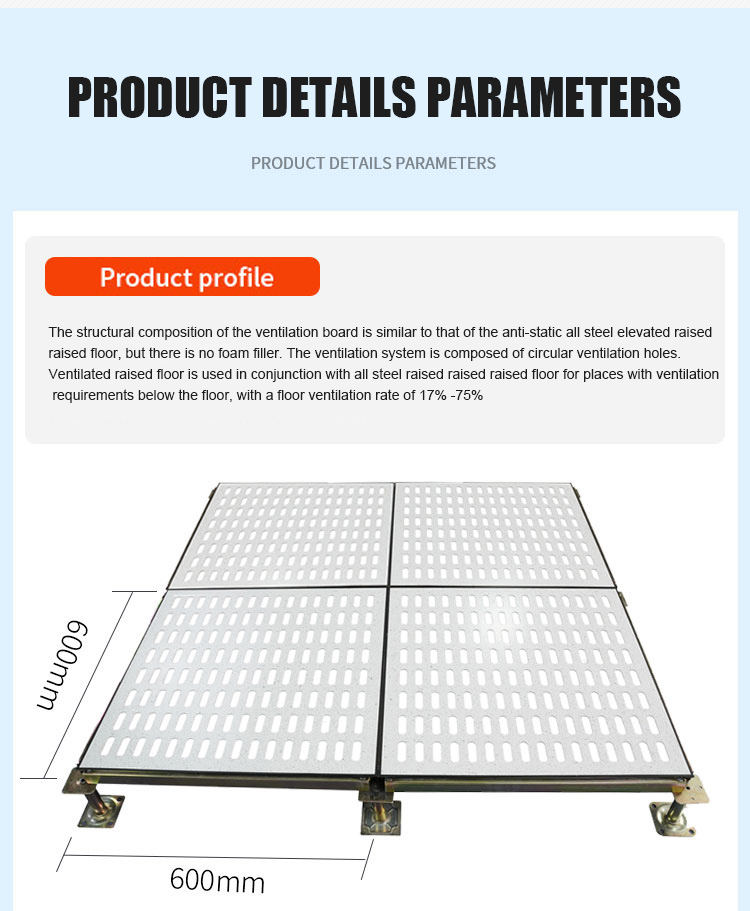 PRODUCT DETAILS PARAMETERS
PRODUCT DETAILS PARAMETERS
Product profile
The structural composition of the ventilation board is similar to that of the anti-static all steel elevated raised
raised floor, but there is no foam filler. The ventilation system is composed of circular ventilation holes.
Ventilated raised floor is used in conjunction with all steel raised raised raised floor for places with ventilation
requirements below the floor, with a floor ventilation rate of 17% -75%
600mm
600mm